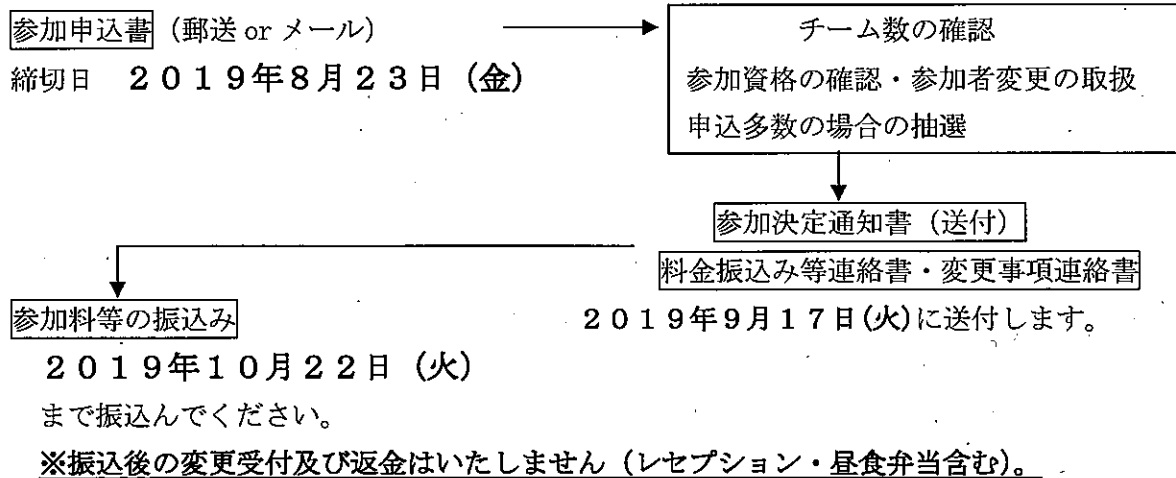 参加申込書（郵送 or メール）
締切日　２０１９年８月２３日（金）
チーム数の確認
参加資格の確認・参加者変更の取扱
申込多数の場合の抽選
参加決定通知書（送付）
料金振込み等連絡書・変更事項連絡書
２０１９年９月１７日(火)に送付します。
参加料等の振込み
２０１９年１０月２２日（火）
まで振込んでください。
※振込後の変更受付及び返金はいたしません（レセプション・昼食弁当含む）。